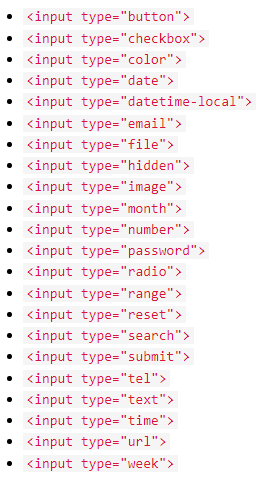 <input type="button">
<input type="checkbox">
<input type="color">
<input type="date">
<input type="datetime-local">
<input type="email">
<input type="file">
<input type="hidden">
<input type="image">
<input type="month">
<input type="number">
<input type="password">
<input type="radio">
<input type="range">
<input type="reset">
<input type="search">
<input type="submit">
<input type="tel">
<input type="text">
<input type="time">
<input type="url">
<input type="week">